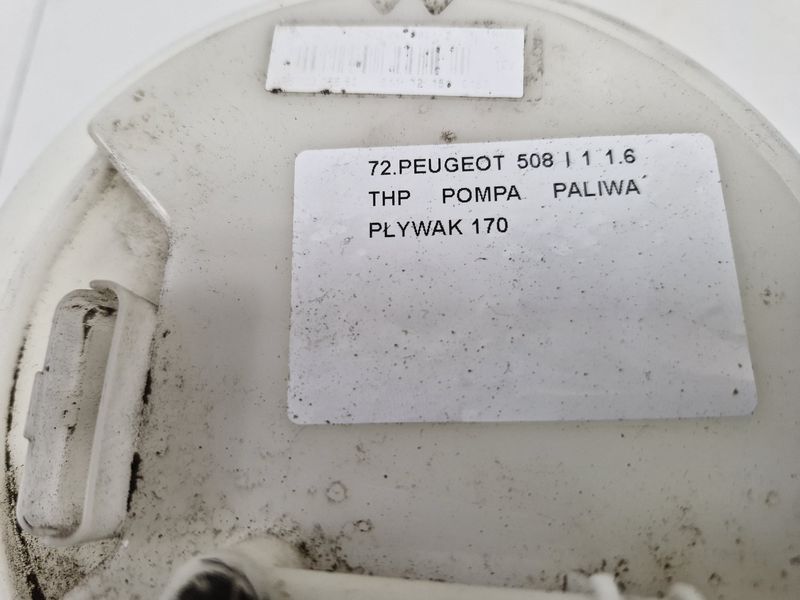 72.PEUGEOT 508 I 1 1.6
THP POMPA PALIWA
PŁYWAK 170